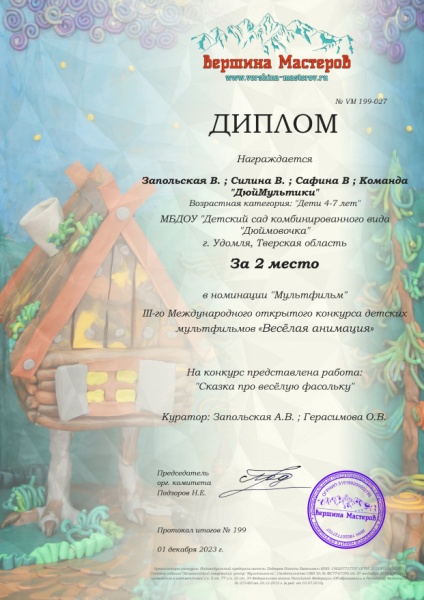 Вершина Мастеров
www.vershina-masterov.ru
№ VM 199-027
ДИПЛОМ
Награждается
Запольская В. ; Силина В. ; Сафина В ; Команда
"ДюйМультики"
Возрастная категория: "Дети 4-7 лет"
МБДОУ "Детский сад комбинированного вида
"Дюймовочка"
г. Удомля, Тверская область
За 2 место
в номинации "Мультфильм"
III-го Международного открытого конкурса детских
мультфильмов «Весёлая анимация»
На конкурс представлена работа:
"Сказка про весёлую фасольку"
Куратор: Запольская А.В. ; Герасимова О.В.
Председатель
орг. комитета
Подзоров Н.Е.
Вершина Мастеров
Протокол итогов № 199
01 декабря 2023 г.